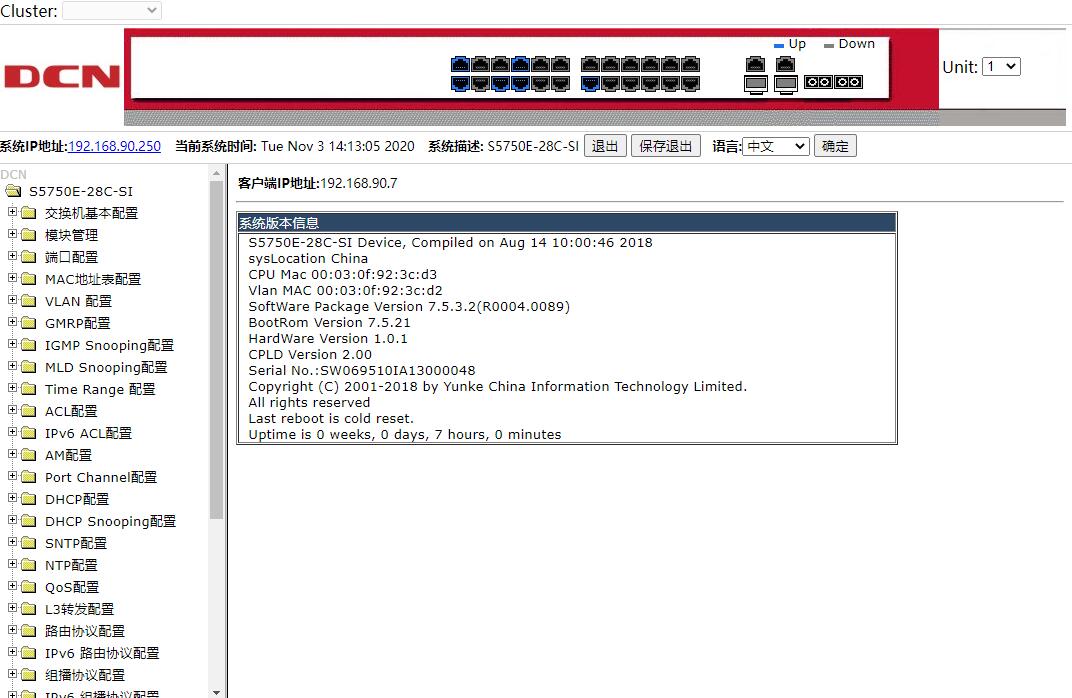 Cluster:
Up Down
DCN
Unit: 1
系统IP地址:192.168.90.250 当前系统时间: Tue Nov 3 14:13:05 2020 系统描述: S5750E-28C-SI 退出 保存退出 语言: 中文 确定
DCN
S5750E-28C-SI
交换机基本配置
模块管理
端口配置
MAC地址表配置
VLAN 配置
GMRP配置
IGMP Snooping配置
MLD Snooping配置
Time Range 配置
ACL配置
IPv6 ACL配置
AM配置
Port Channel配置
DHCP配置
DHCP Snooping配置
SNTP配置
NTP配置
QoS配置
L3转发配置
路由协议配置
IPv6 路由协议配置
组播协议配置
IPv6 组播协议配置
客户端IP地址:192.168.90.7
系统版本信息
S5750E-28C-SI Device, Compiled on Aug 14 10:00:46 2018
sysLocation China
CPU Mac 00:03:0f:92:3c:d3
Vlan MAC 00:03:0f:92:3c:d2
SoftWare Package Version 7.5.3.2(R0004.0089)
BootRom Version 7.5.21
HardWare Version 1.0.1
CPLD Version 2.00
Serial No.:SW069510IA13000048
Copyright (C) 2001-2018 by Yunke China Information Technology Limited.
All rights reserved
Last reboot is cold reset.
Uptime is 0 weeks, 0 days, 7 hours, 0 minutes